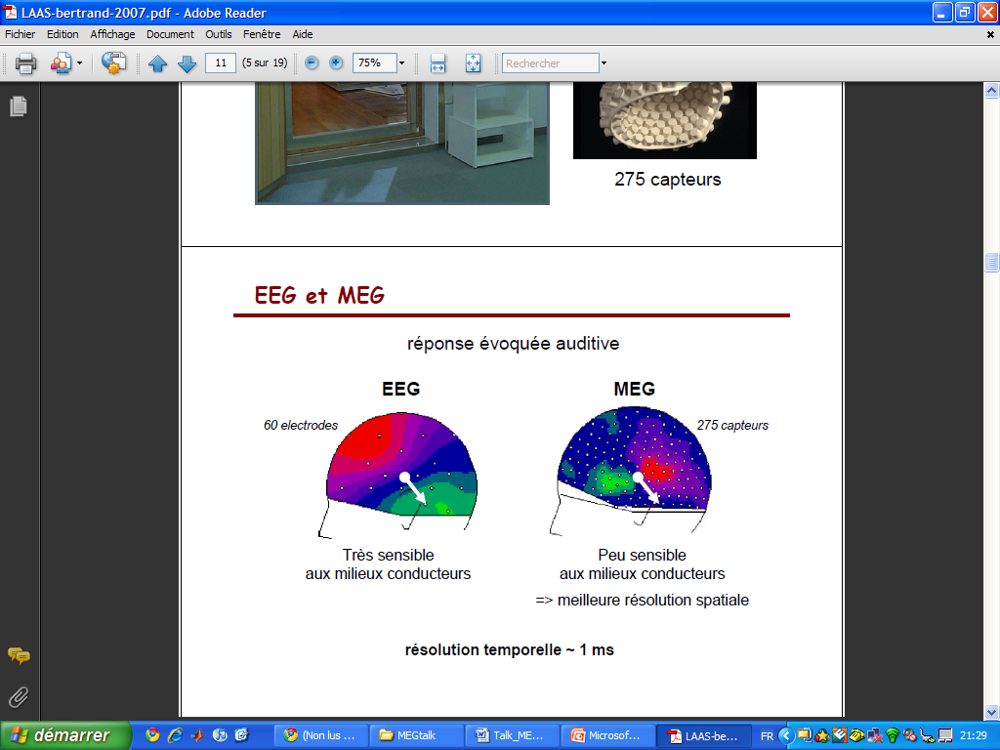 LAAS-bertrand-2007.pdf - Adobe Reader
Fichier Edition Affichage Document Outils Fenêtre Aide
11 (5 sur 19) 75% Rechercher
275 capteurs
EEG et MEG
réponse évoquée auditive
EEG MEG
60 electrodes 275 capteurs
Très sensible
aux milieux conducteurs
Peu sensible
aux milieux conducteurs
=> meilleure résolution spatiale
résolution temporelle ~ 1 ms
démarrer (Non lus ... MEGtalk Talk_ME... Microsof... LAAS-be... FR 21:29